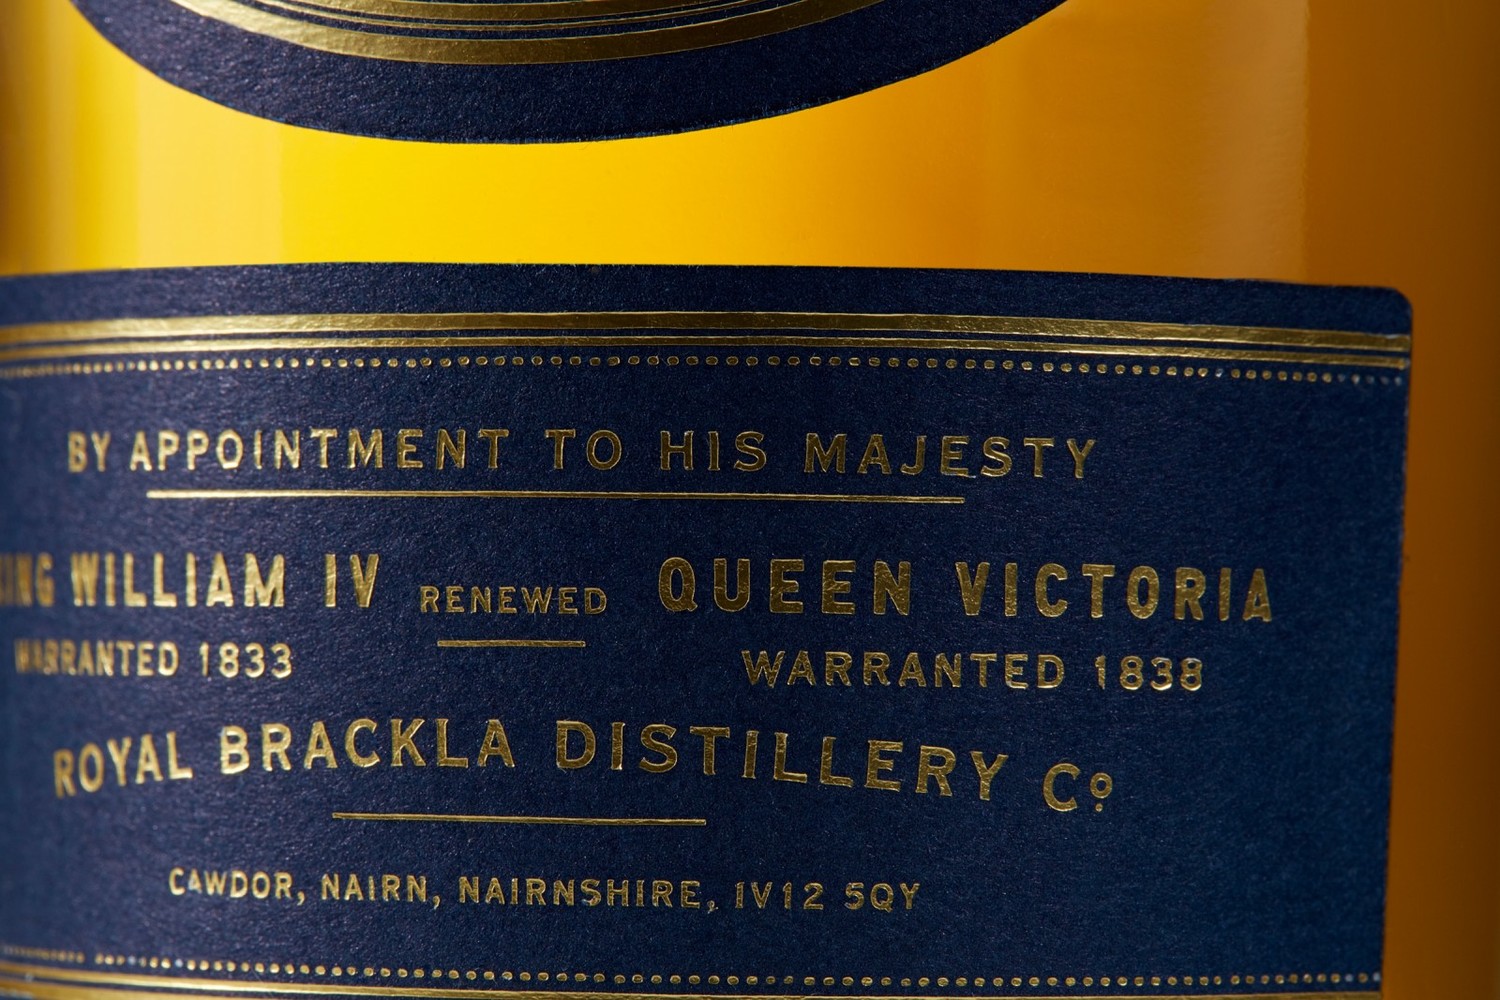 BY APPOINTMENT TO HIS MAJESTY
KING WILLIAM IV RENEWED QUEEN VICTORIA
WARRANTED 1833 WARRANTED 1838
ROYAL BRACKLA DISTILLERY Cº
CAWDOR, NAIRN, NAIRNSHIRE, IV12 5QY